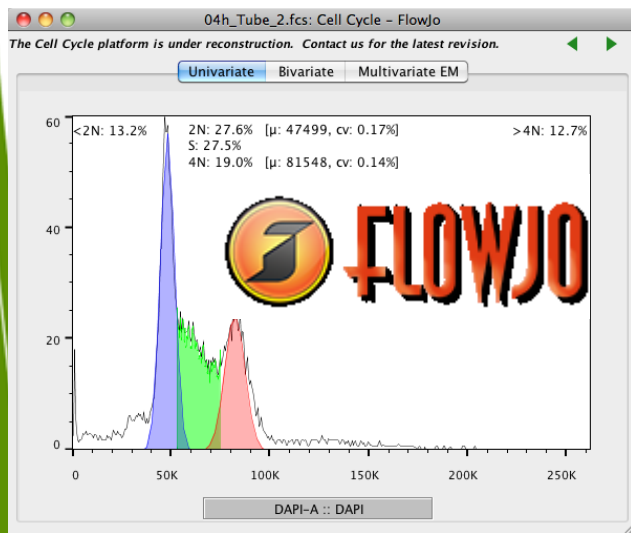 04h_Tube_2.fcs: Cell Cycle – FlowJo
The Cell Cycle platform is under reconstruction. Contact us for the latest revision.
Univariate Bivariate Multivariate EM
<2N: 13.2% 2N: 27.6% [μ: 47499, cv: 0.17%] >4N: 12.7%
S: 27.5%
4N: 19.0% [μ: 81548, cv: 0.14%]
FLOWJO
60
40
20
0
0 50K 100K 150K 200K 250K
DAPI-A :: DAPI